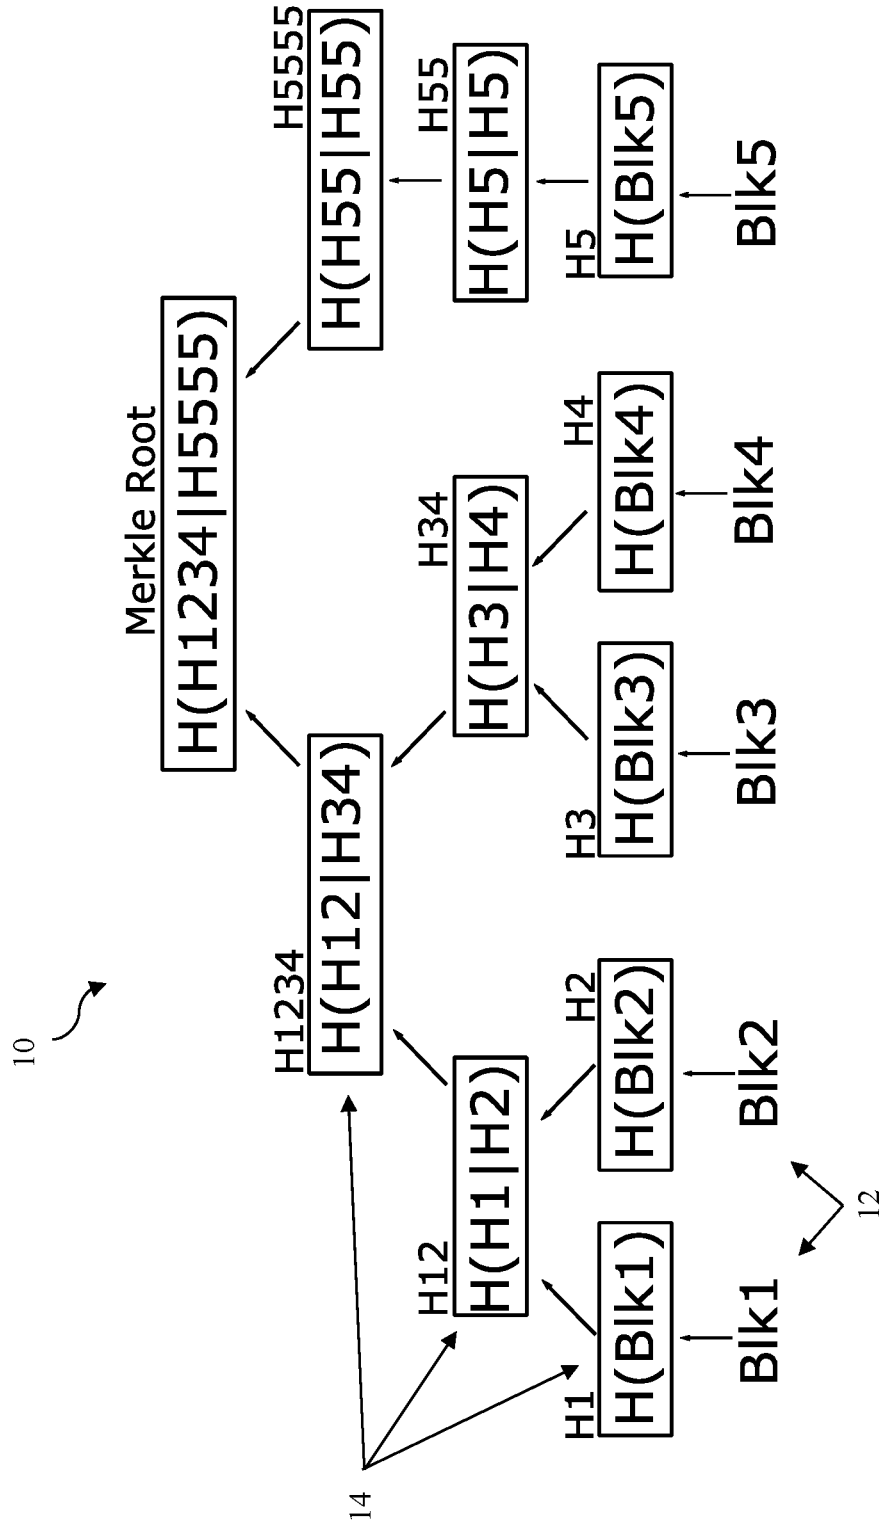 10
Merkle Root
H(H1234|H5555)
H1234
H(H12|H34)
H5555
H(H55|H55)
14
H12
H(H1|H2)
H34
H(H3|H4)
H55
H(H5|H5)
H1
H(Blk1)
H2
H(Blk2)
H3
H(Blk3)
H4
H(Blk4)
H5
H(Blk5)
Blk1
Blk2
Blk3
Blk4
Blk5
12